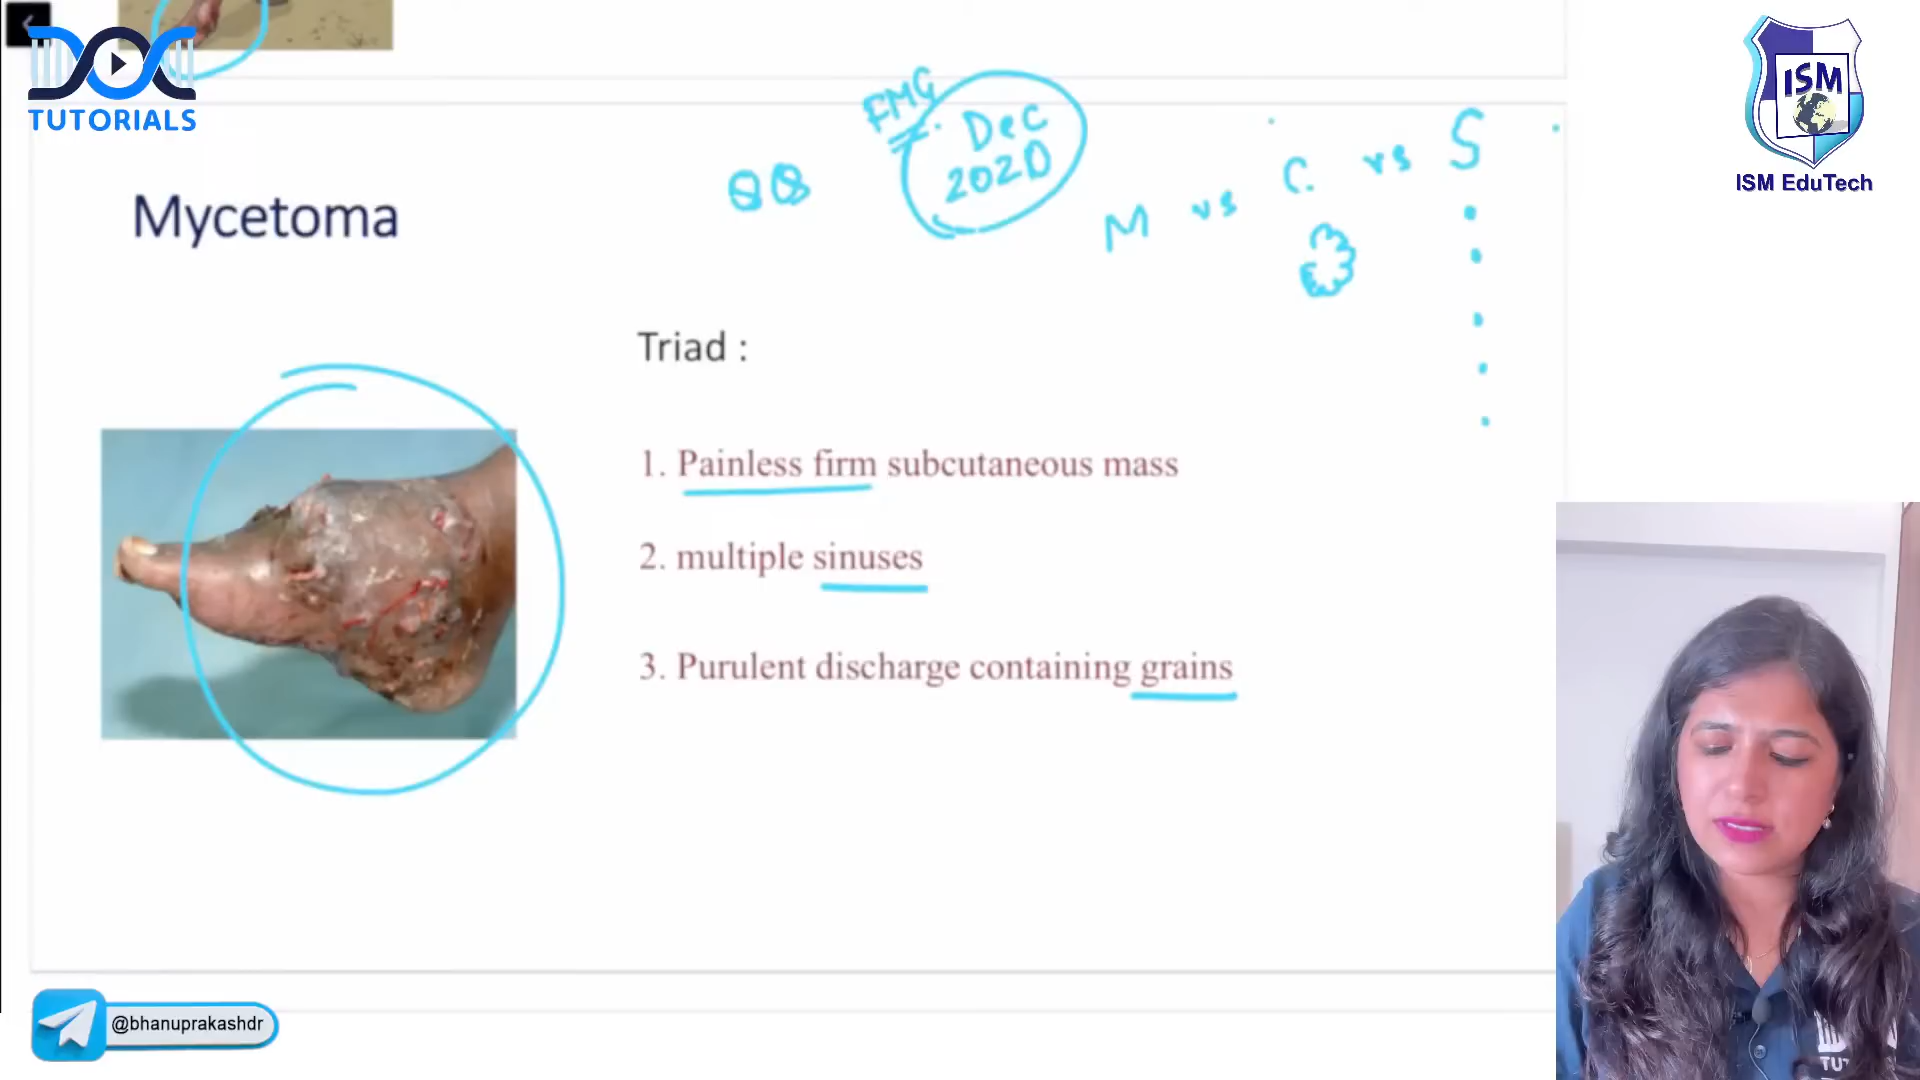 DOC
TUTORIALS
ISM
ISM EduTech
FMG
Dec
2020
M vs C. vs S
Mycetoma
Triad :
1. Painless firm subcutaneous mass
2. multiple sinuses
3. Purulent discharge containing grains
@bhanuprakashdr